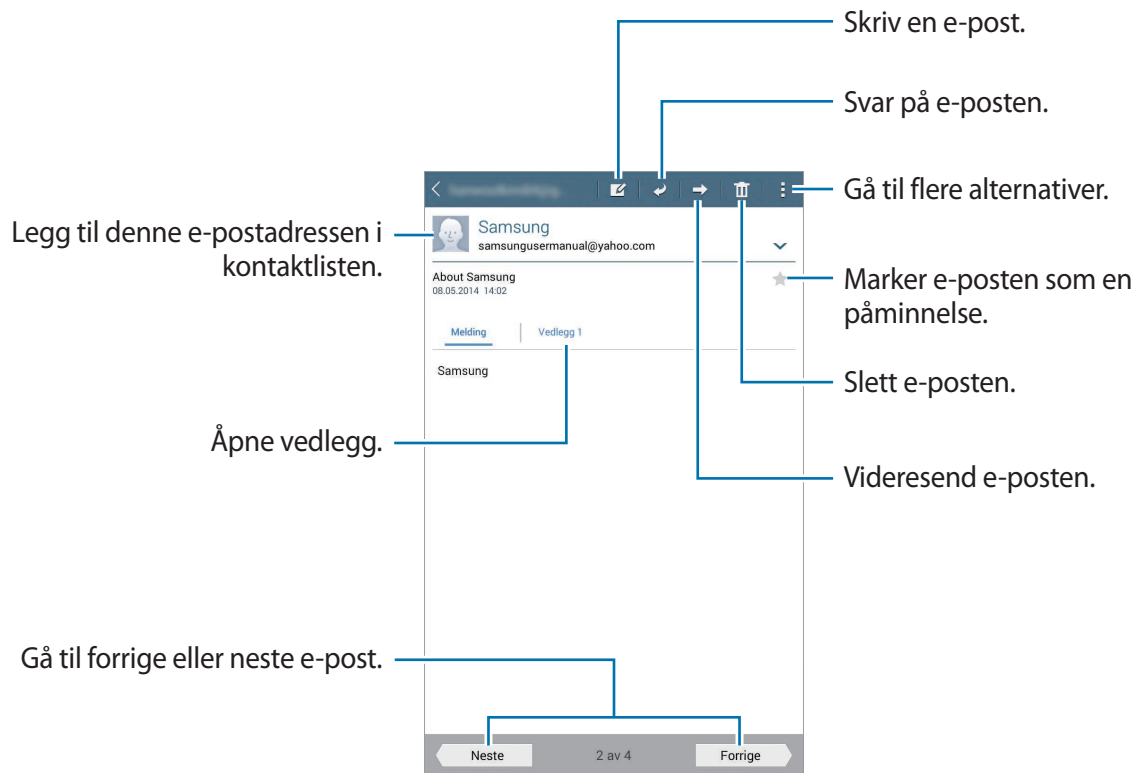 Skriv en e-post.
Svar på e-posten.
Gå til flere alternativer.
Legg til denne e-postadressen i
kontaktlisten.
Samsung
samsungusermanual@yahoo.com
About Samsung
08.05.2014 14:02
Marker e-posten som en
påminnelse.
Melding
Vedlegg 1
Samsung
Slett e-posten.
Åpne vedlegg.
Videresend e-posten.
Gå til forrige eller neste e-post.
Neste
2 av 4
Forrige